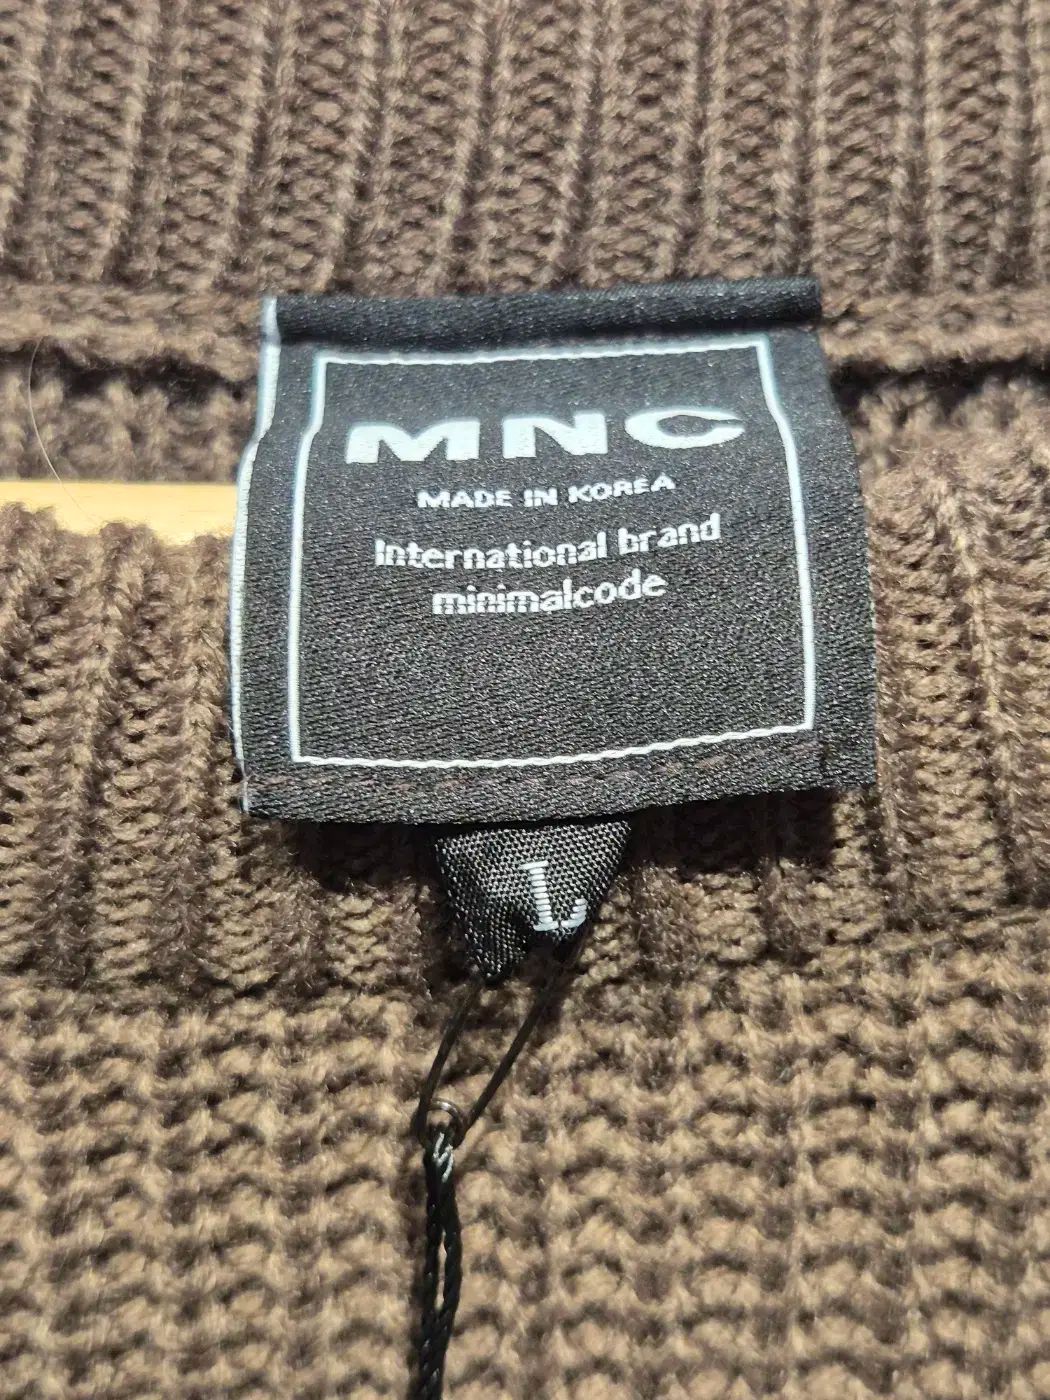 MNC
MADE IN KOREA
International brand
minimalcode
L